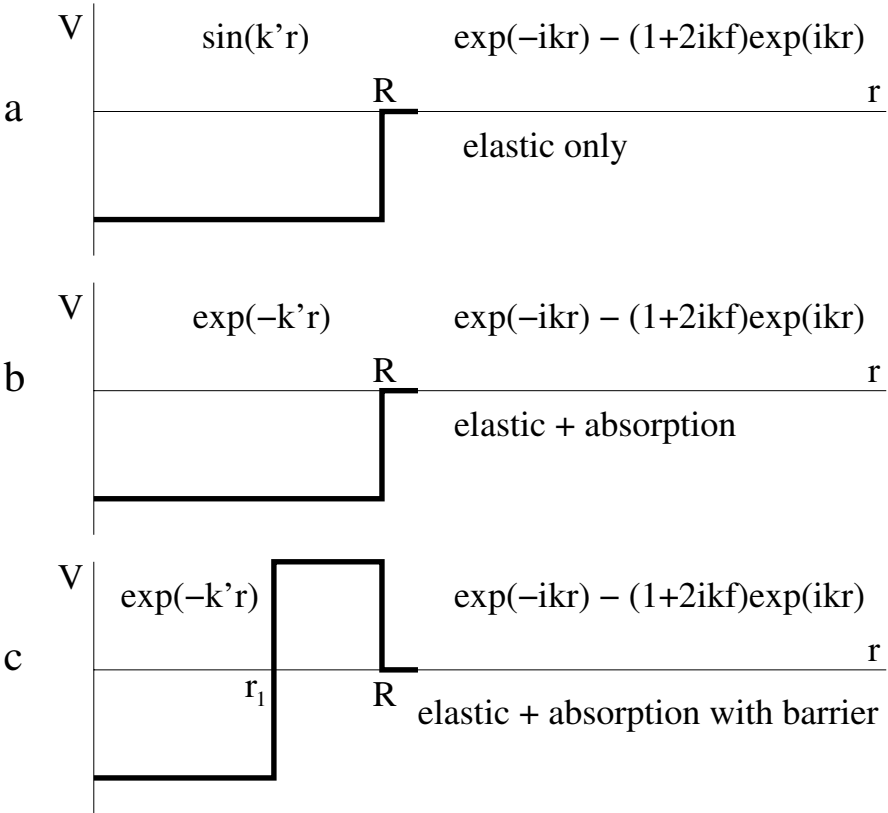 V sin(k’r) exp(−ikr) − (1+2ikf)exp(ikr)
R r
a
elastic only
V exp(−k’r) exp(−ikr) − (1+2ikf)exp(ikr)
R r
b
elastic + absorption
V exp(−k’r) exp(−ikr) − (1+2ikf)exp(ikr)
r
c
r₁ R elastic + absorption with barrier